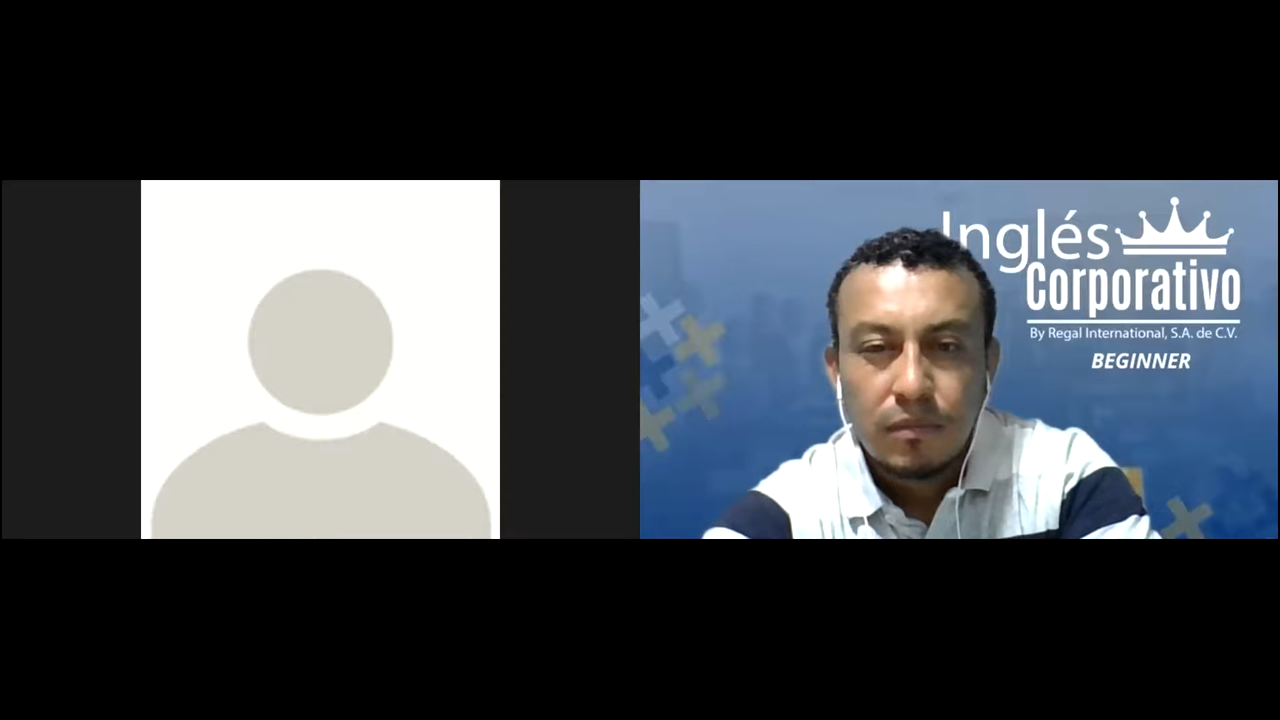 Inglés
Corporativo
By Regal International, S.A. de C.V.
BEGINNER